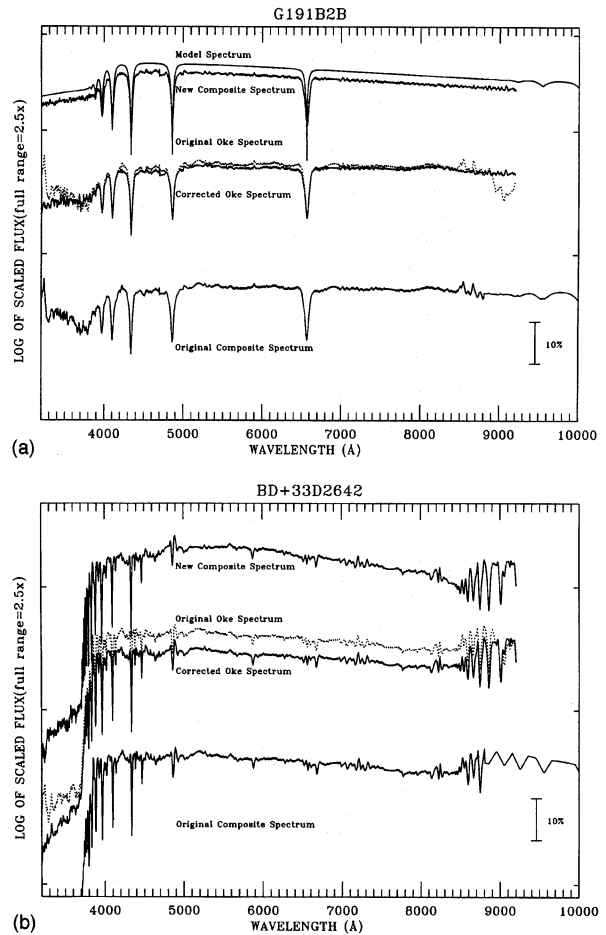 G191B2B
LOG OF SCALED FLUX(full range=2.5x)
Model Spectrum
New Composite Spectrum
Original Oke Spectrum
Corrected Oke Spectrum
Original Composite Spectrum
10%
4000 5000 6000 7000 8000 9000 10000
WAVELENGTH (Å)
(a)
BD+33D2642
LOG OF SCALED FLUX(full range=2.5x)
New Composite Spectrum
Original Oke Spectrum
Corrected Oke Spectrum
Original Composite Spectrum
10%
4000 5000 6000 7000 8000 9000 10000
WAVELENGTH (Å)
(b)